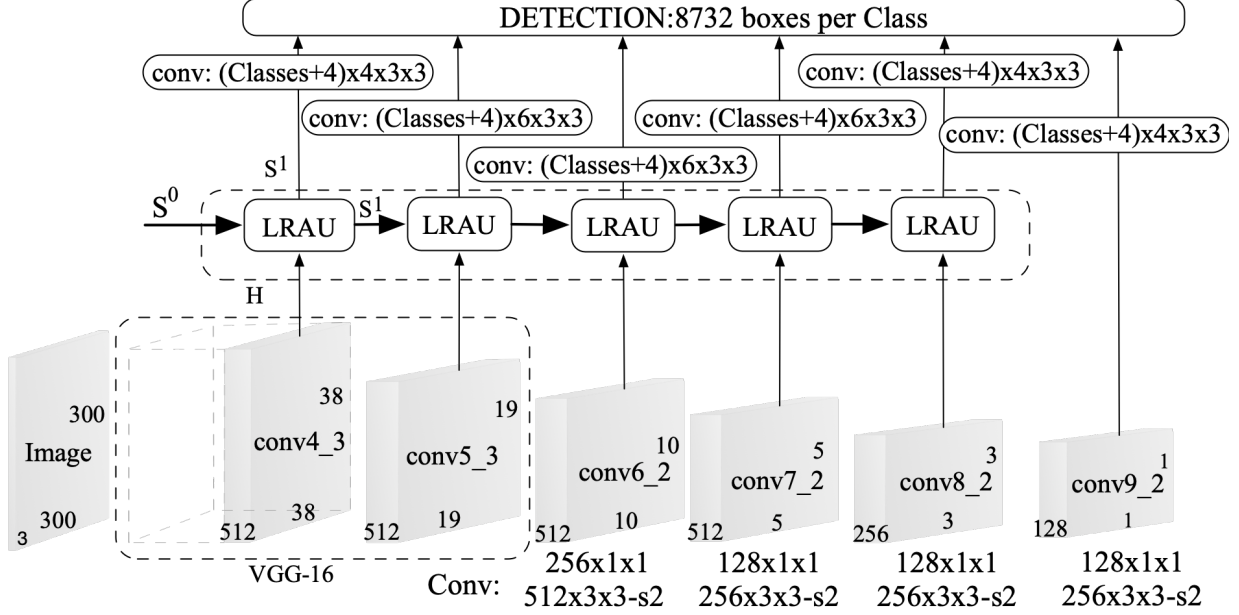 DETECTION:8732 boxes per Class
conv: (Classes+4)x4x3x3
conv: (Classes+4)x4x3x3
conv: (Classes+4)x6x3x3
conv: (Classes+4)x6x3x3
conv: (Classes+4)x4x3x3
conv: (Classes+4)x6x3x3
S^1
S^0
S^1
LRAU
LRAU
LRAU
LRAU
LRAU
H
300
Image
300
3
38
conv4_3
38
512
19
conv5_3
19
512
10
conv6_2
10
512
5
conv7_2
5
512
3
conv8_2
3
256
1
conv9_2
1
128
VGG-16
Conv:
256x1x1
512x3x3-s2
128x1x1
256x3x3-s2
128x1x1
256x3x3-s2
128x1x1
256x3x3-s2